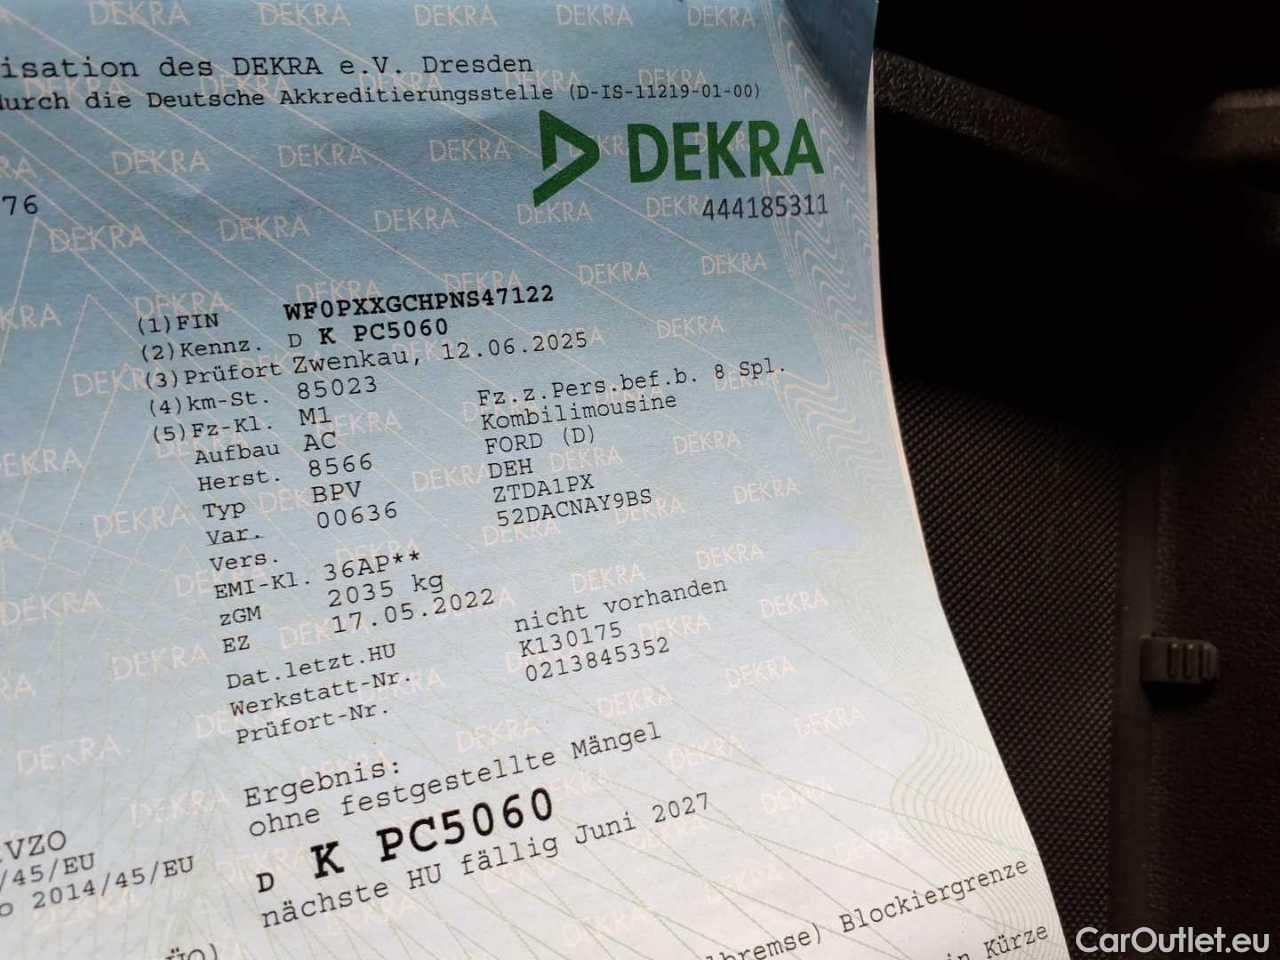 isation des DEKRA e.V. Dresden
durch die Deutsche Akkreditierungsstelle (D-IS-11219-01-00)
DEKRA
444185311
76
(1)FIN WF0PXXGCHPNS47122
(2)Kennz. D K PC5060
(3)Prüfort Zwenkau, 12.06.2025
(4)km-St. 85023
(5)Fz-Kl. M1 Fz.z.Pers.bef.b. 8 Spl.
Aufbau AC Kombilimousine
Herst. 8566 FORD (D)
Typ BPV DEH
Var. 00636 ZTDA1PX
Vers. 52DACNAY9BS
EMI-Kl. 36AP**
zGM 2035 kg
EZ 17.05.2022
Dat.letzt.HU nicht vorhanden
Werkstatt-Nr. K130175
Prüfort-Nr. 0213845352
Ergebnis:
ohne festgestellte Mängel
D K PC5060
nächste HU fällig Juni 2027
VZO
/45/EU
o 2014/45/EU
ÜO)
lbremse) Blockiergrenze
in Kürze
CarOutlet.eu